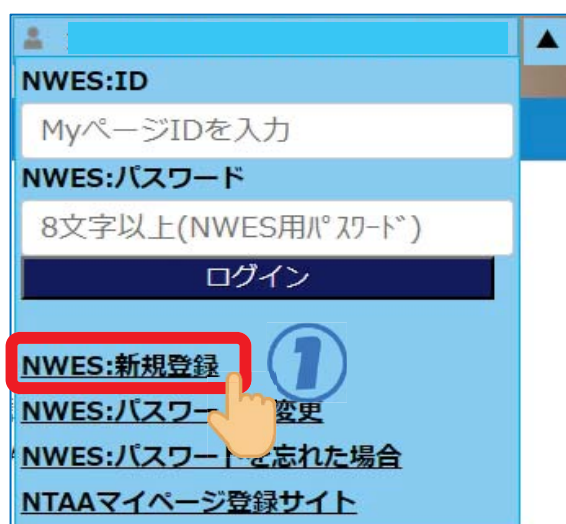 ▲
NWES:ID
MyページIDを入力
NWES:パスワード
8文字以上(NWES用ﾊﾟｽﾜｰﾄﾞ)
ログイン
NWES:新規登録
1
NWES:パスワー 変更
NWES:パスワードを忘れた場合
NTAAマイページ登録サイト